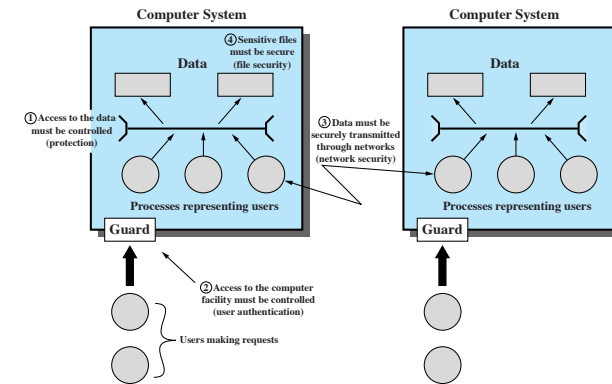 Computer System
Computer System
④ Sensitive files
must be secure
(file security)
Data
Data
① Access to the data
must be controlled
(protection)
③ Data must be
securely transmitted
through networks
(network security)
Processes representing users
Processes representing users
Guard
Guard
② Access to the computer
facility must be controlled
(user authentication)
Users making requests